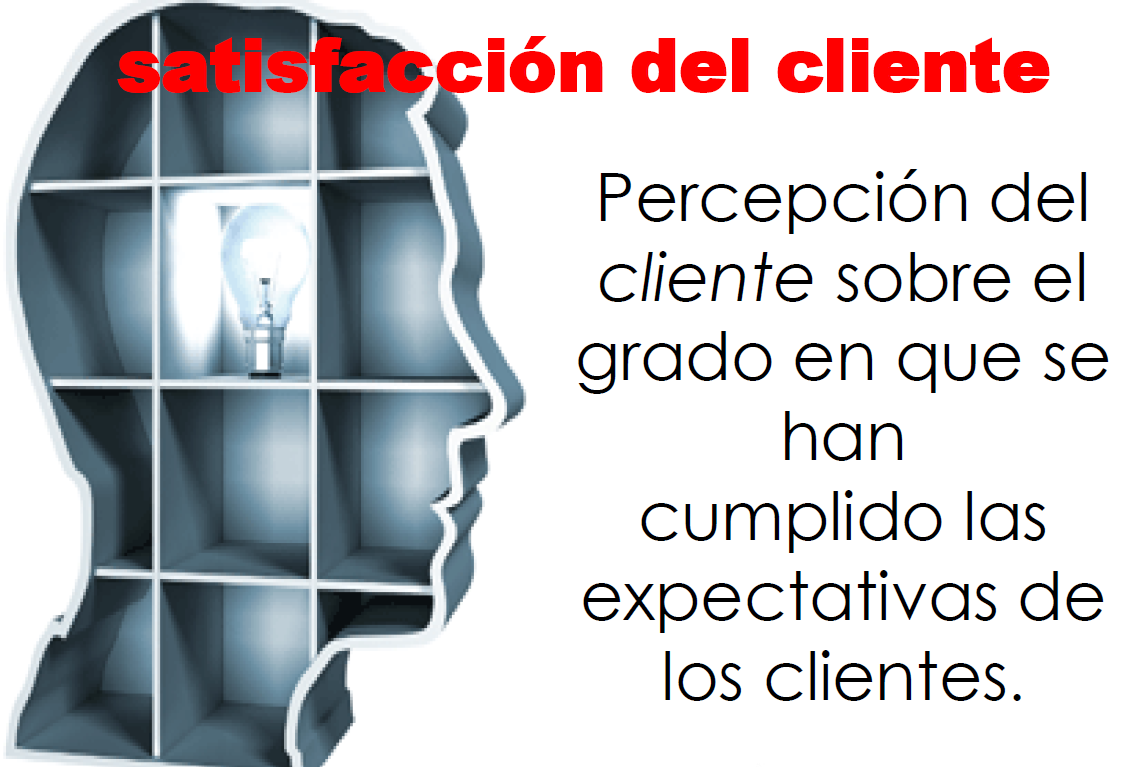 satisfacción del cliente
Percepción del
cliente sobre el
grado en que se
han
cumplido las
expectativas de
los clientes.